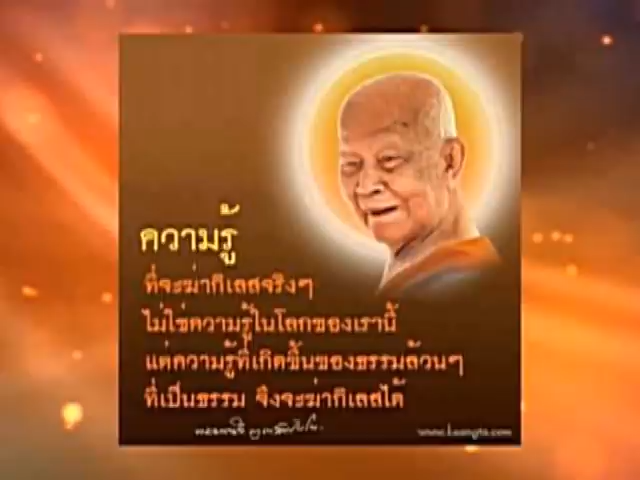 ความรู้
ที่จะฆ่ากิเลสจริงๆ
ไม่ใช่ความรู้ในโลกของเรานี้
แต่ความรู้ที่เกิดขึ้นของธรรมล้วนๆ
ที่เป็นธรรม จึงจะฆ่ากิเลสได้
www.Luangta.com